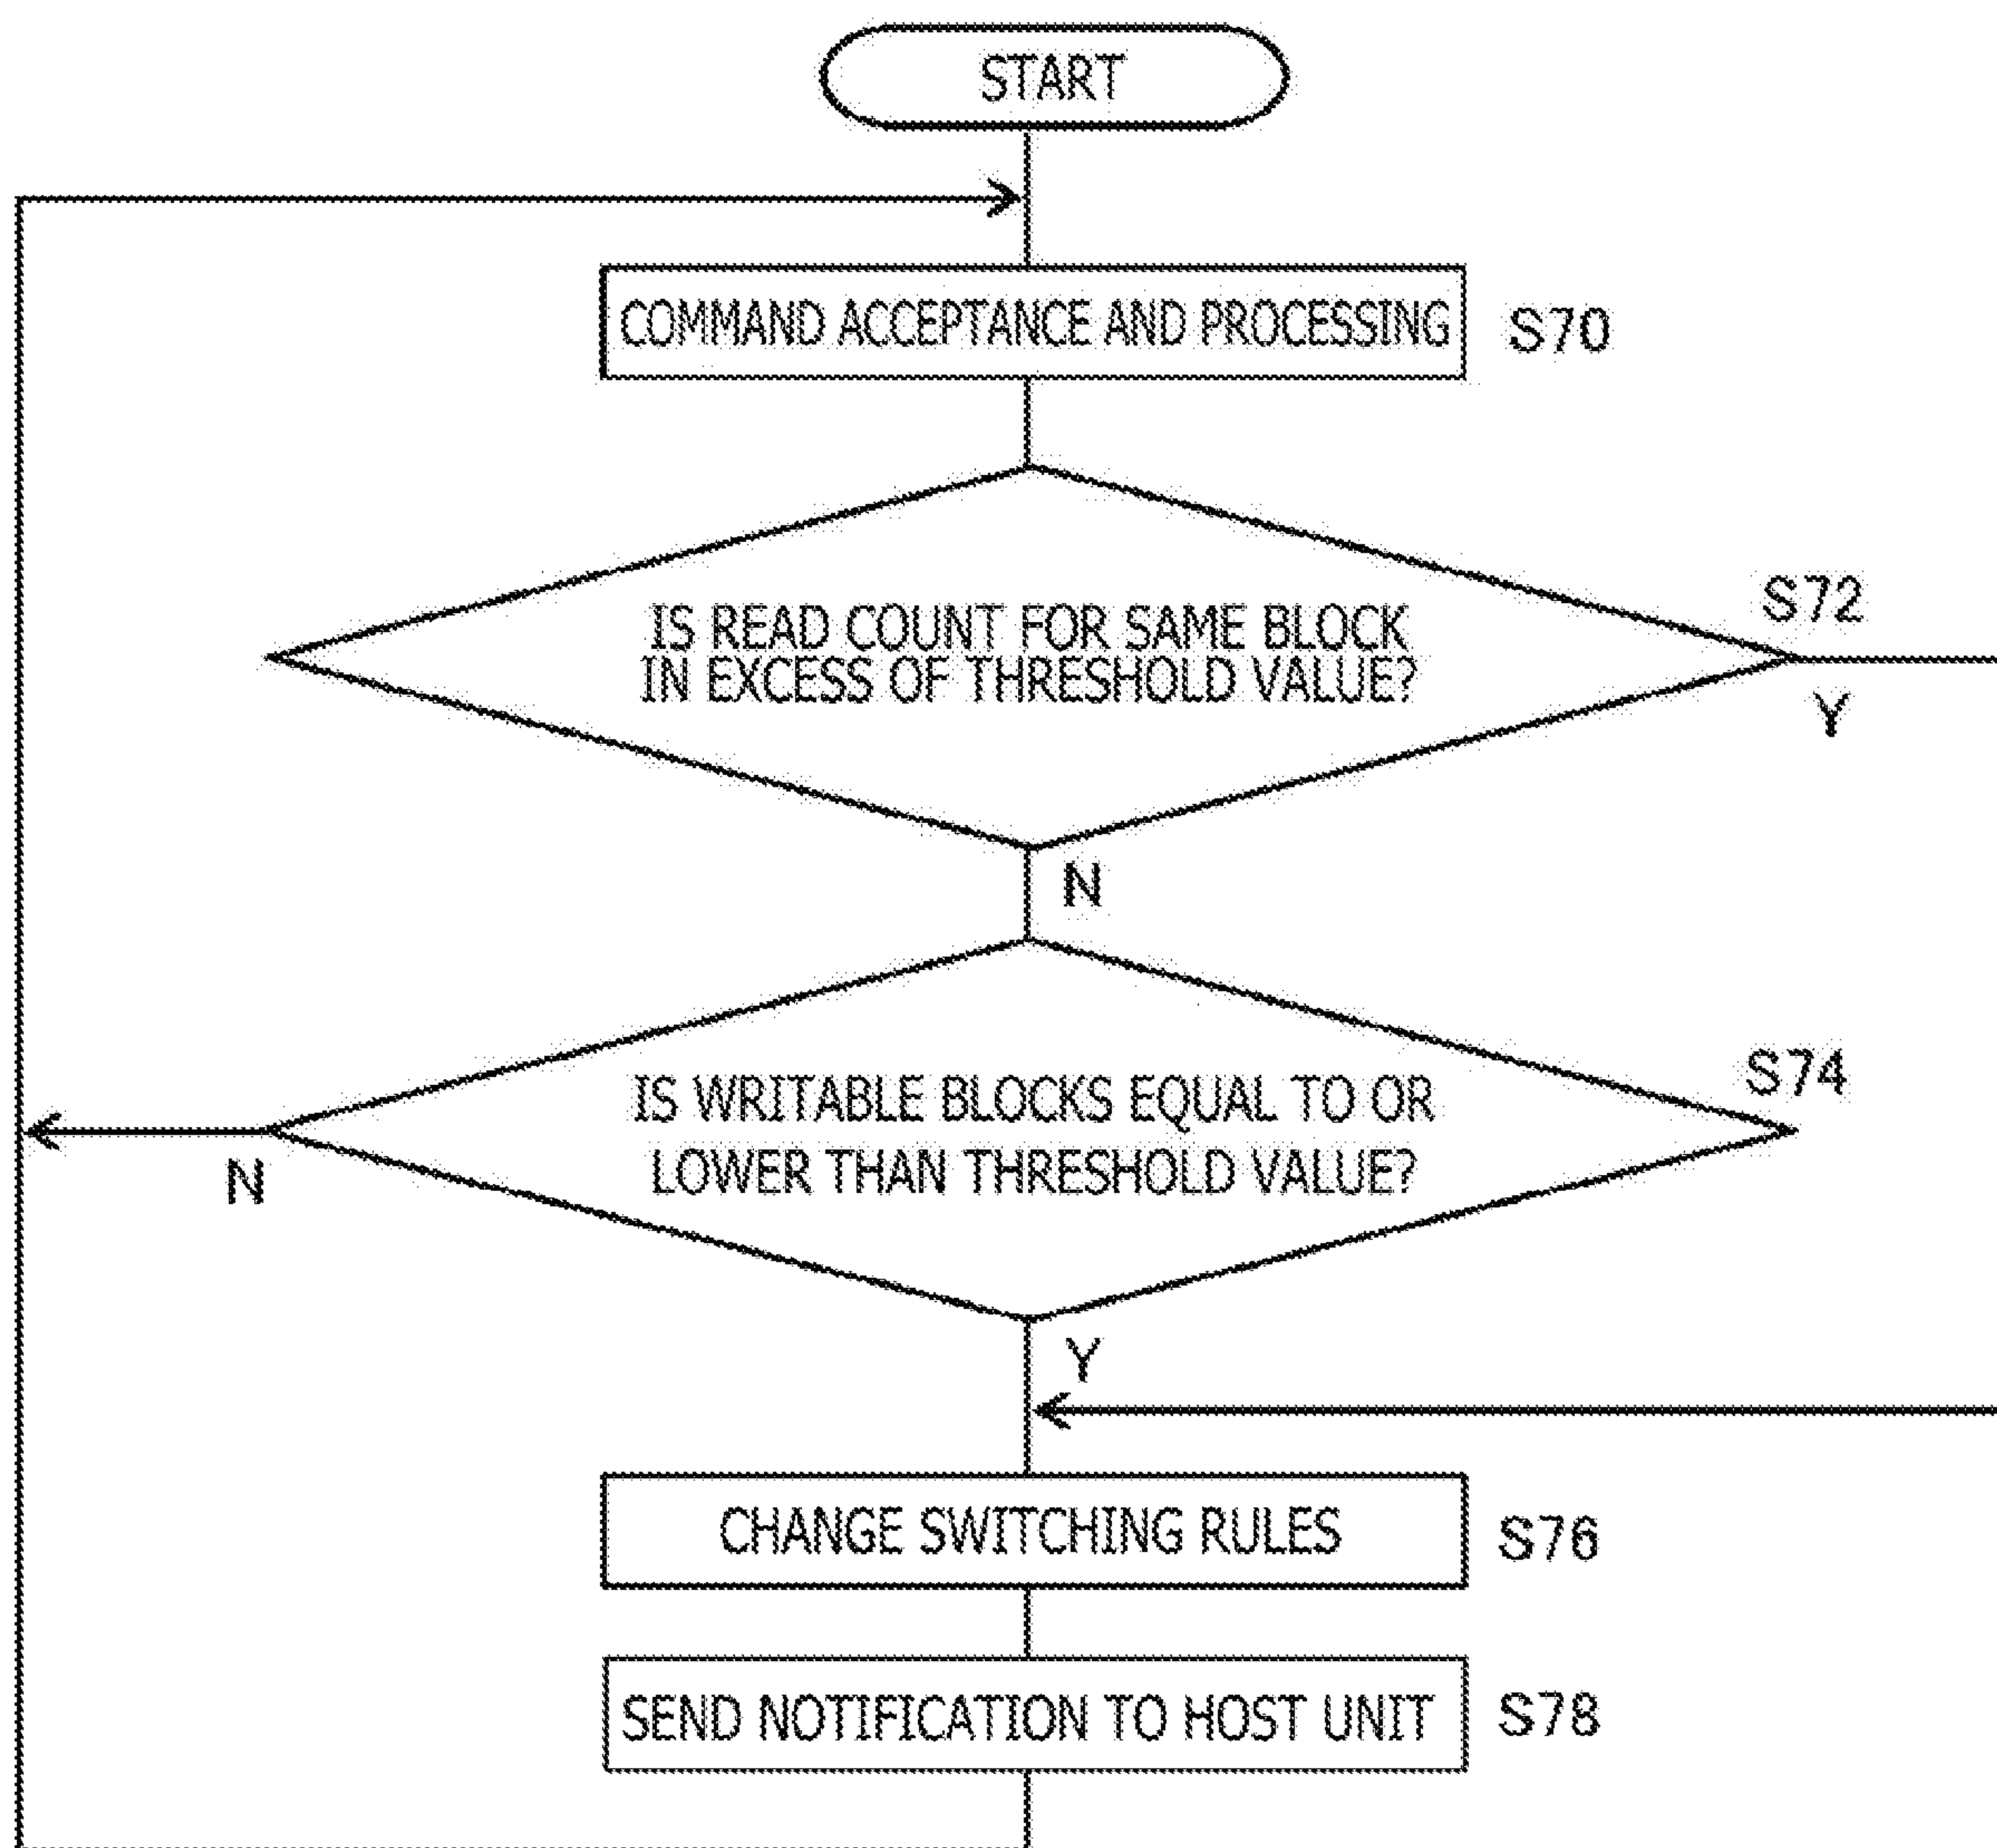 START
COMMAND ACCEPTANCE AND PROCESSING
S70
S72
IS READ COUNT FOR SAME BLOCK
IN EXCESS OF THRESHOLD VALUE?
Y
N
S74
IS WRITABLE BLOCKS EQUAL TO OR
LOWER THAN THRESHOLD VALUE?
N
Y
CHANGE SWITCHING RULES
S76
SEND NOTIFICATION TO HOST UNIT
S78